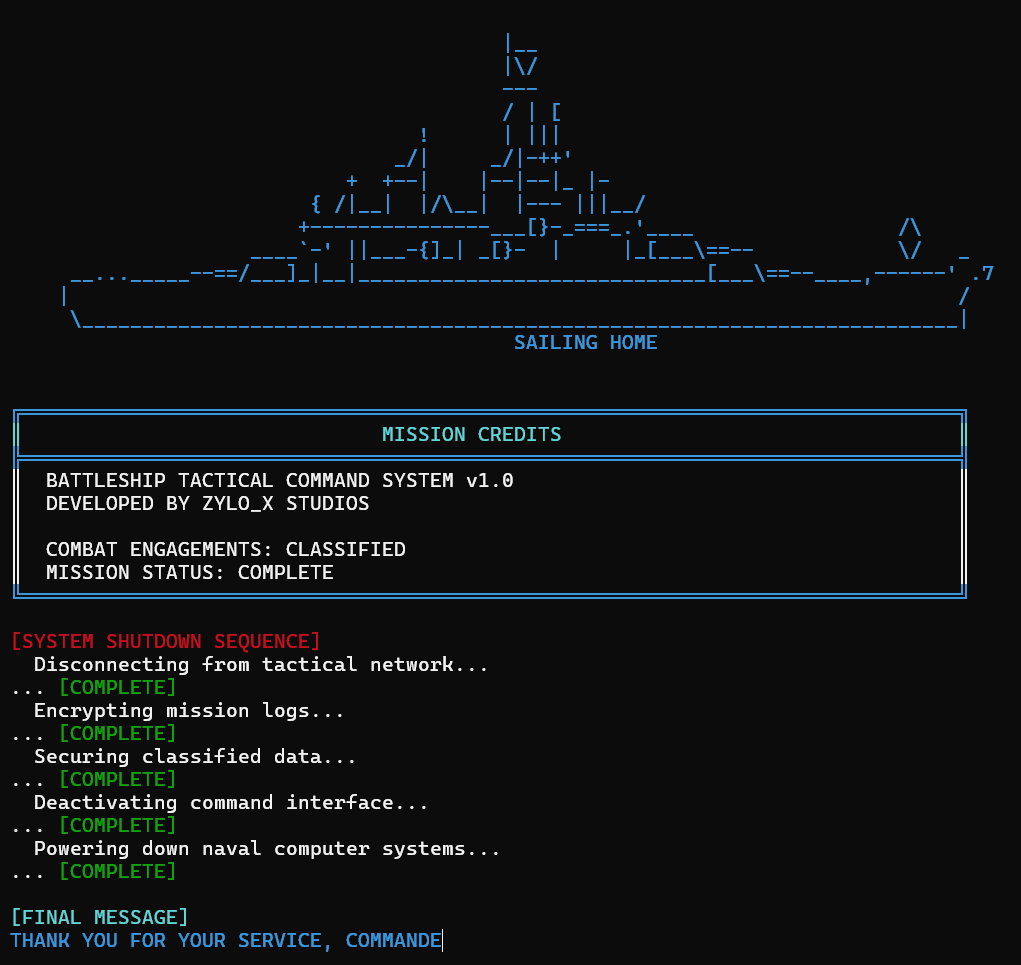 SAILING HOME
MISSION CREDITS
BATTLESHIP TACTICAL COMMAND SYSTEM v1.0
DEVELOPED BY ZYLO_X STUDIOS
COMBAT ENGAGEMENTS: CLASSIFIED
MISSION STATUS: COMPLETE
[SYSTEM SHUTDOWN SEQUENCE]
Disconnecting from tactical network...
... [COMPLETE]
Encrypting mission logs...
... [COMPLETE]
Securing classified data...
... [COMPLETE]
Deactivating command interface...
... [COMPLETE]
Powering down naval computer systems...
... [COMPLETE]
[FINAL MESSAGE]
THANK YOU FOR YOUR SERVICE, COMMANDE